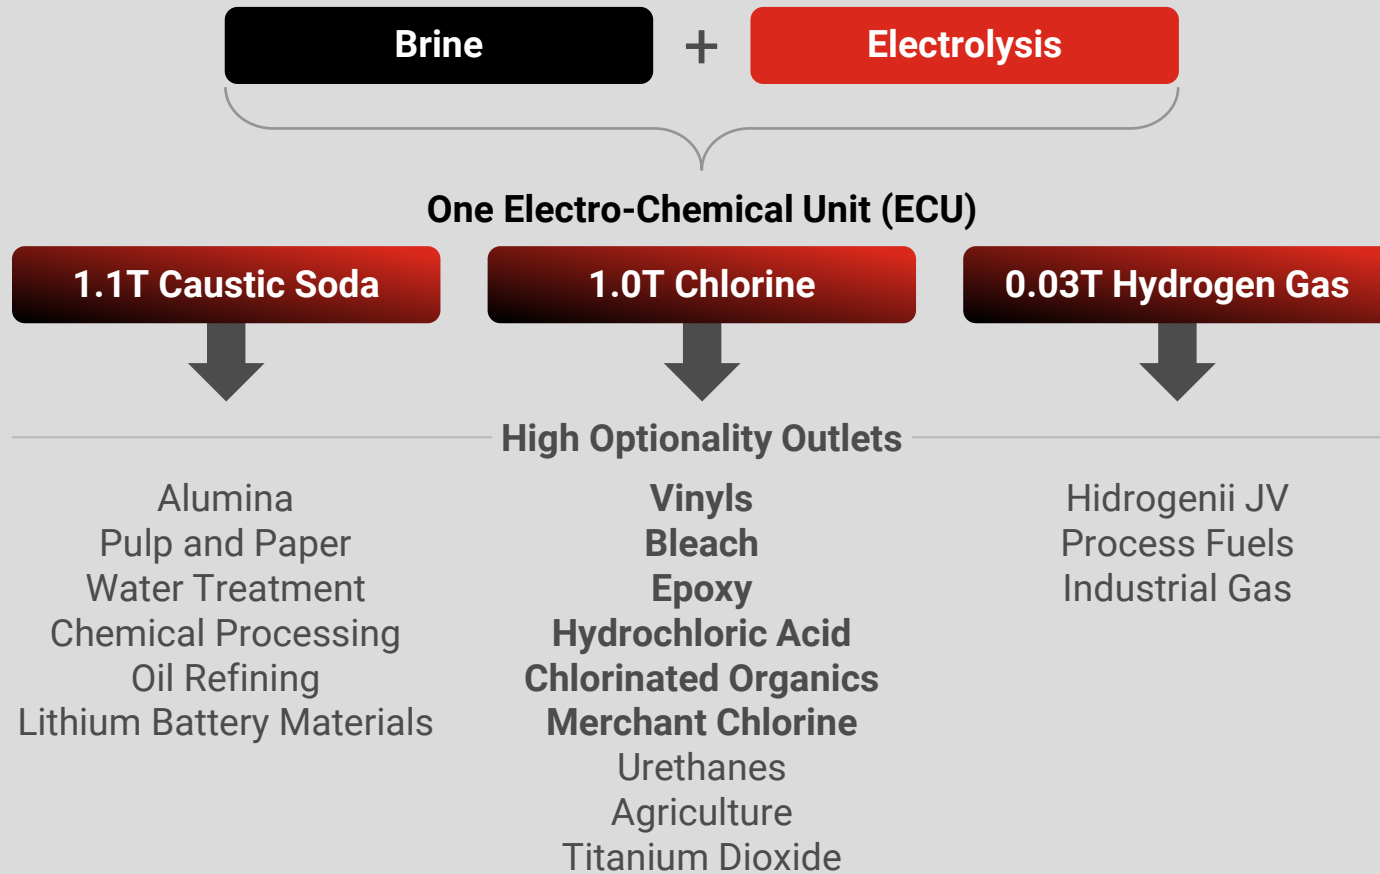 Brine + Electrolysis
One Electro-Chemical Unit (ECU)
1.1T Caustic Soda
1.0T Chlorine
0.03T Hydrogen Gas
High Optionality Outlets
Alumina
Pulp and Paper
Water Treatment
Chemical Processing
Oil Refining
Lithium Battery Materials
Vinyls
Bleach
Epoxy
Hydrochloric Acid
Chlorinated Organics
Merchant Chlorine
Urethanes
Agriculture
Titanium Dioxide
Hidrogenii JV
Process Fuels
Industrial Gas